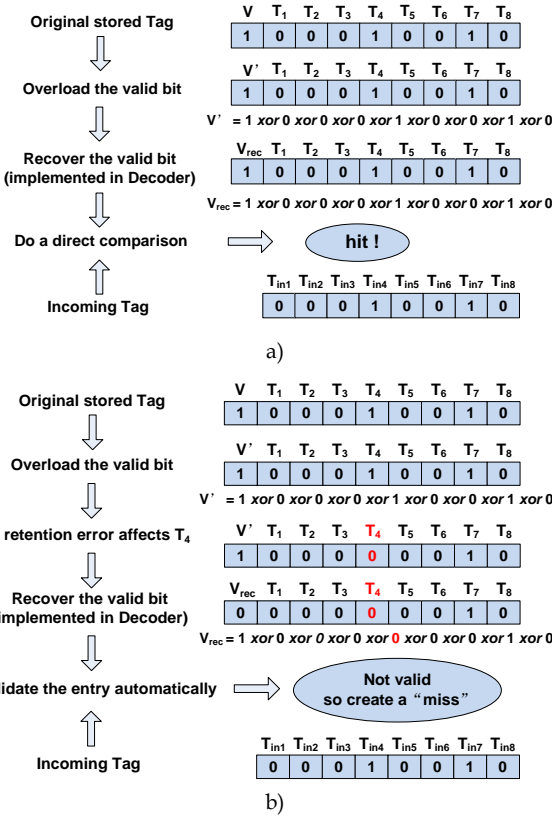 V T1 T2 T3 T4 T5 T6 T7 T8
Original stored Tag
1 0 0 0 1 0 0 1 0
V' T1 T2 T3 T4 T5 T6 T7 T8
Overload the valid bit
1 0 0 0 1 0 0 1 0
V' = 1 xor 0 xor 0 xor 0 xor 1 xor 0 xor 0 xor 1 xor 0
Vrec T1 T2 T3 T4 T5 T6 T7 T8
Recover the valid bit
(implemented in Decoder)
1 0 0 0 1 0 0 1 0
Vrec = 1 xor 0 xor 0 xor 0 xor 1 xor 0 xor 0 xor 1 xor 0
Do a direct comparison
hit !
Tin1 Tin2 Tin3 Tin4 Tin5 Tin6 Tin7 Tin8
Incoming Tag
0 0 0 1 0 0 1 0
a)
V T1 T2 T3 T4 T5 T6 T7 T8
Original stored Tag
1 0 0 0 1 0 0 1 0
V' T1 T2 T3 T4 T5 T6 T7 T8
Overload the valid bit
1 0 0 0 1 0 0 1 0
V' = 1 xor 0 xor 0 xor 0 xor 1 xor 0 xor 0 xor 1 xor 0
V' T1 T2 T3 T4 T5 T6 T7 T8
retention error affects T4
1 0 0 0 0 0 0 1 0
Vrec T1 T2 T3 T4 T5 T6 T7 T8
Recover the valid bit
implemented in Decoder)
0 0 0 0 0 0 0 1 0
Vrec = 1 xor 0 xor 0 xor 0 xor 0 xor 0 xor 0 xor 1 xor 0
lidate the entry automatically
Not valid
so create a “miss”
Tin1 Tin2 Tin3 Tin4 Tin5 Tin6 Tin7 Tin8
Incoming Tag
0 0 0 1 0 0 1 0
b)